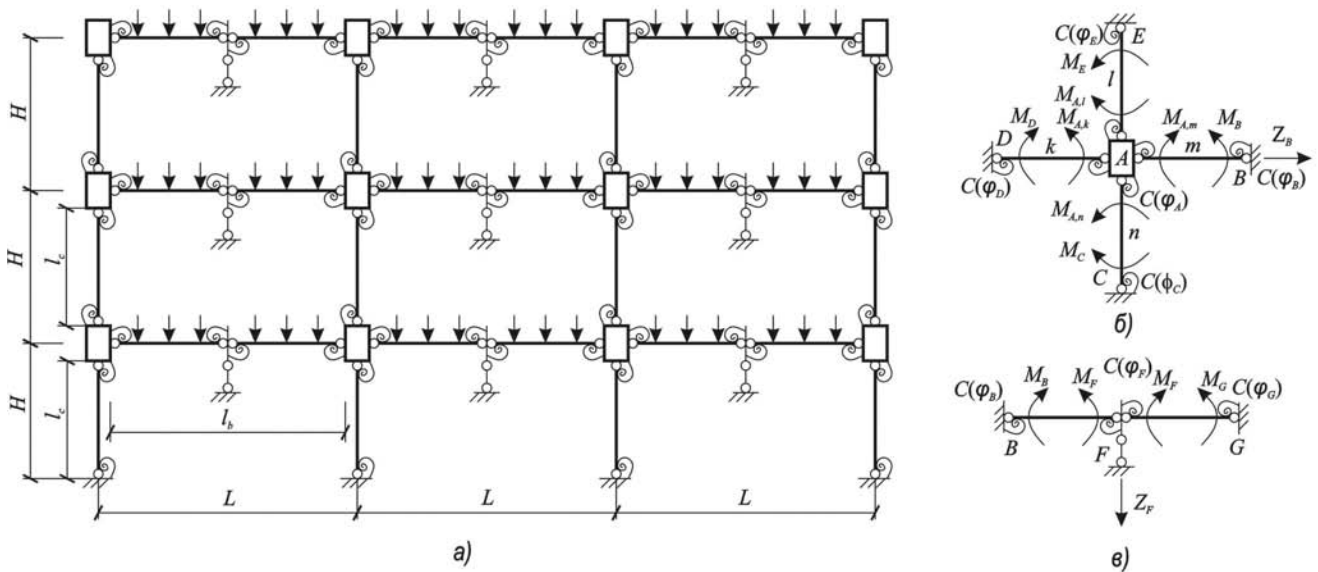 H
H
H
l_c
l_c
l_b
L
L
L
а)
C(φ_E)
E
M_E
l
M_{A,l}
M_D
M_{A,k}
M_{A,m}
M_B
Z_B
D
k
A
m
C(φ_D)
B
C(φ_B)
C(φ_A)
M_{A,n}
n
M_C
C
C(ϕ_C)
б)
C(φ_B)
M_B
M_F
C(φ_F)
M_F
M_G
C(φ_G)
B
F
G
Z_F
в)